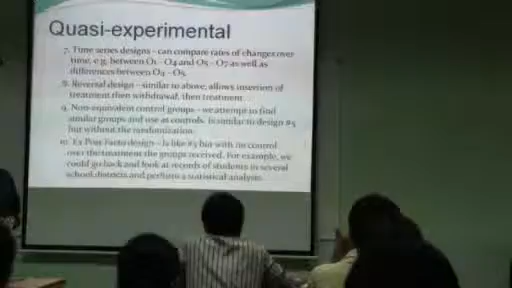 Quasi-experimental
7. Time series designs – can compare rates of changes over
time, e.g. between O1 – O4 and O5 – O7 as well as
differences between O4 – O5.
8. Reversal design – similar to above, allows insertion of
treatment then withdrawal, then treatment
9. Non-equivalent control groups – we attempt to find
similar groups and use as controls. Is similar to design #5
but without the randomization.
10. Ex Post Facto design – Is like #3 but with no control
over the treatment the groups received. For example, we
could go back and look at records of students in several
school districts and perform a statistical analysis.